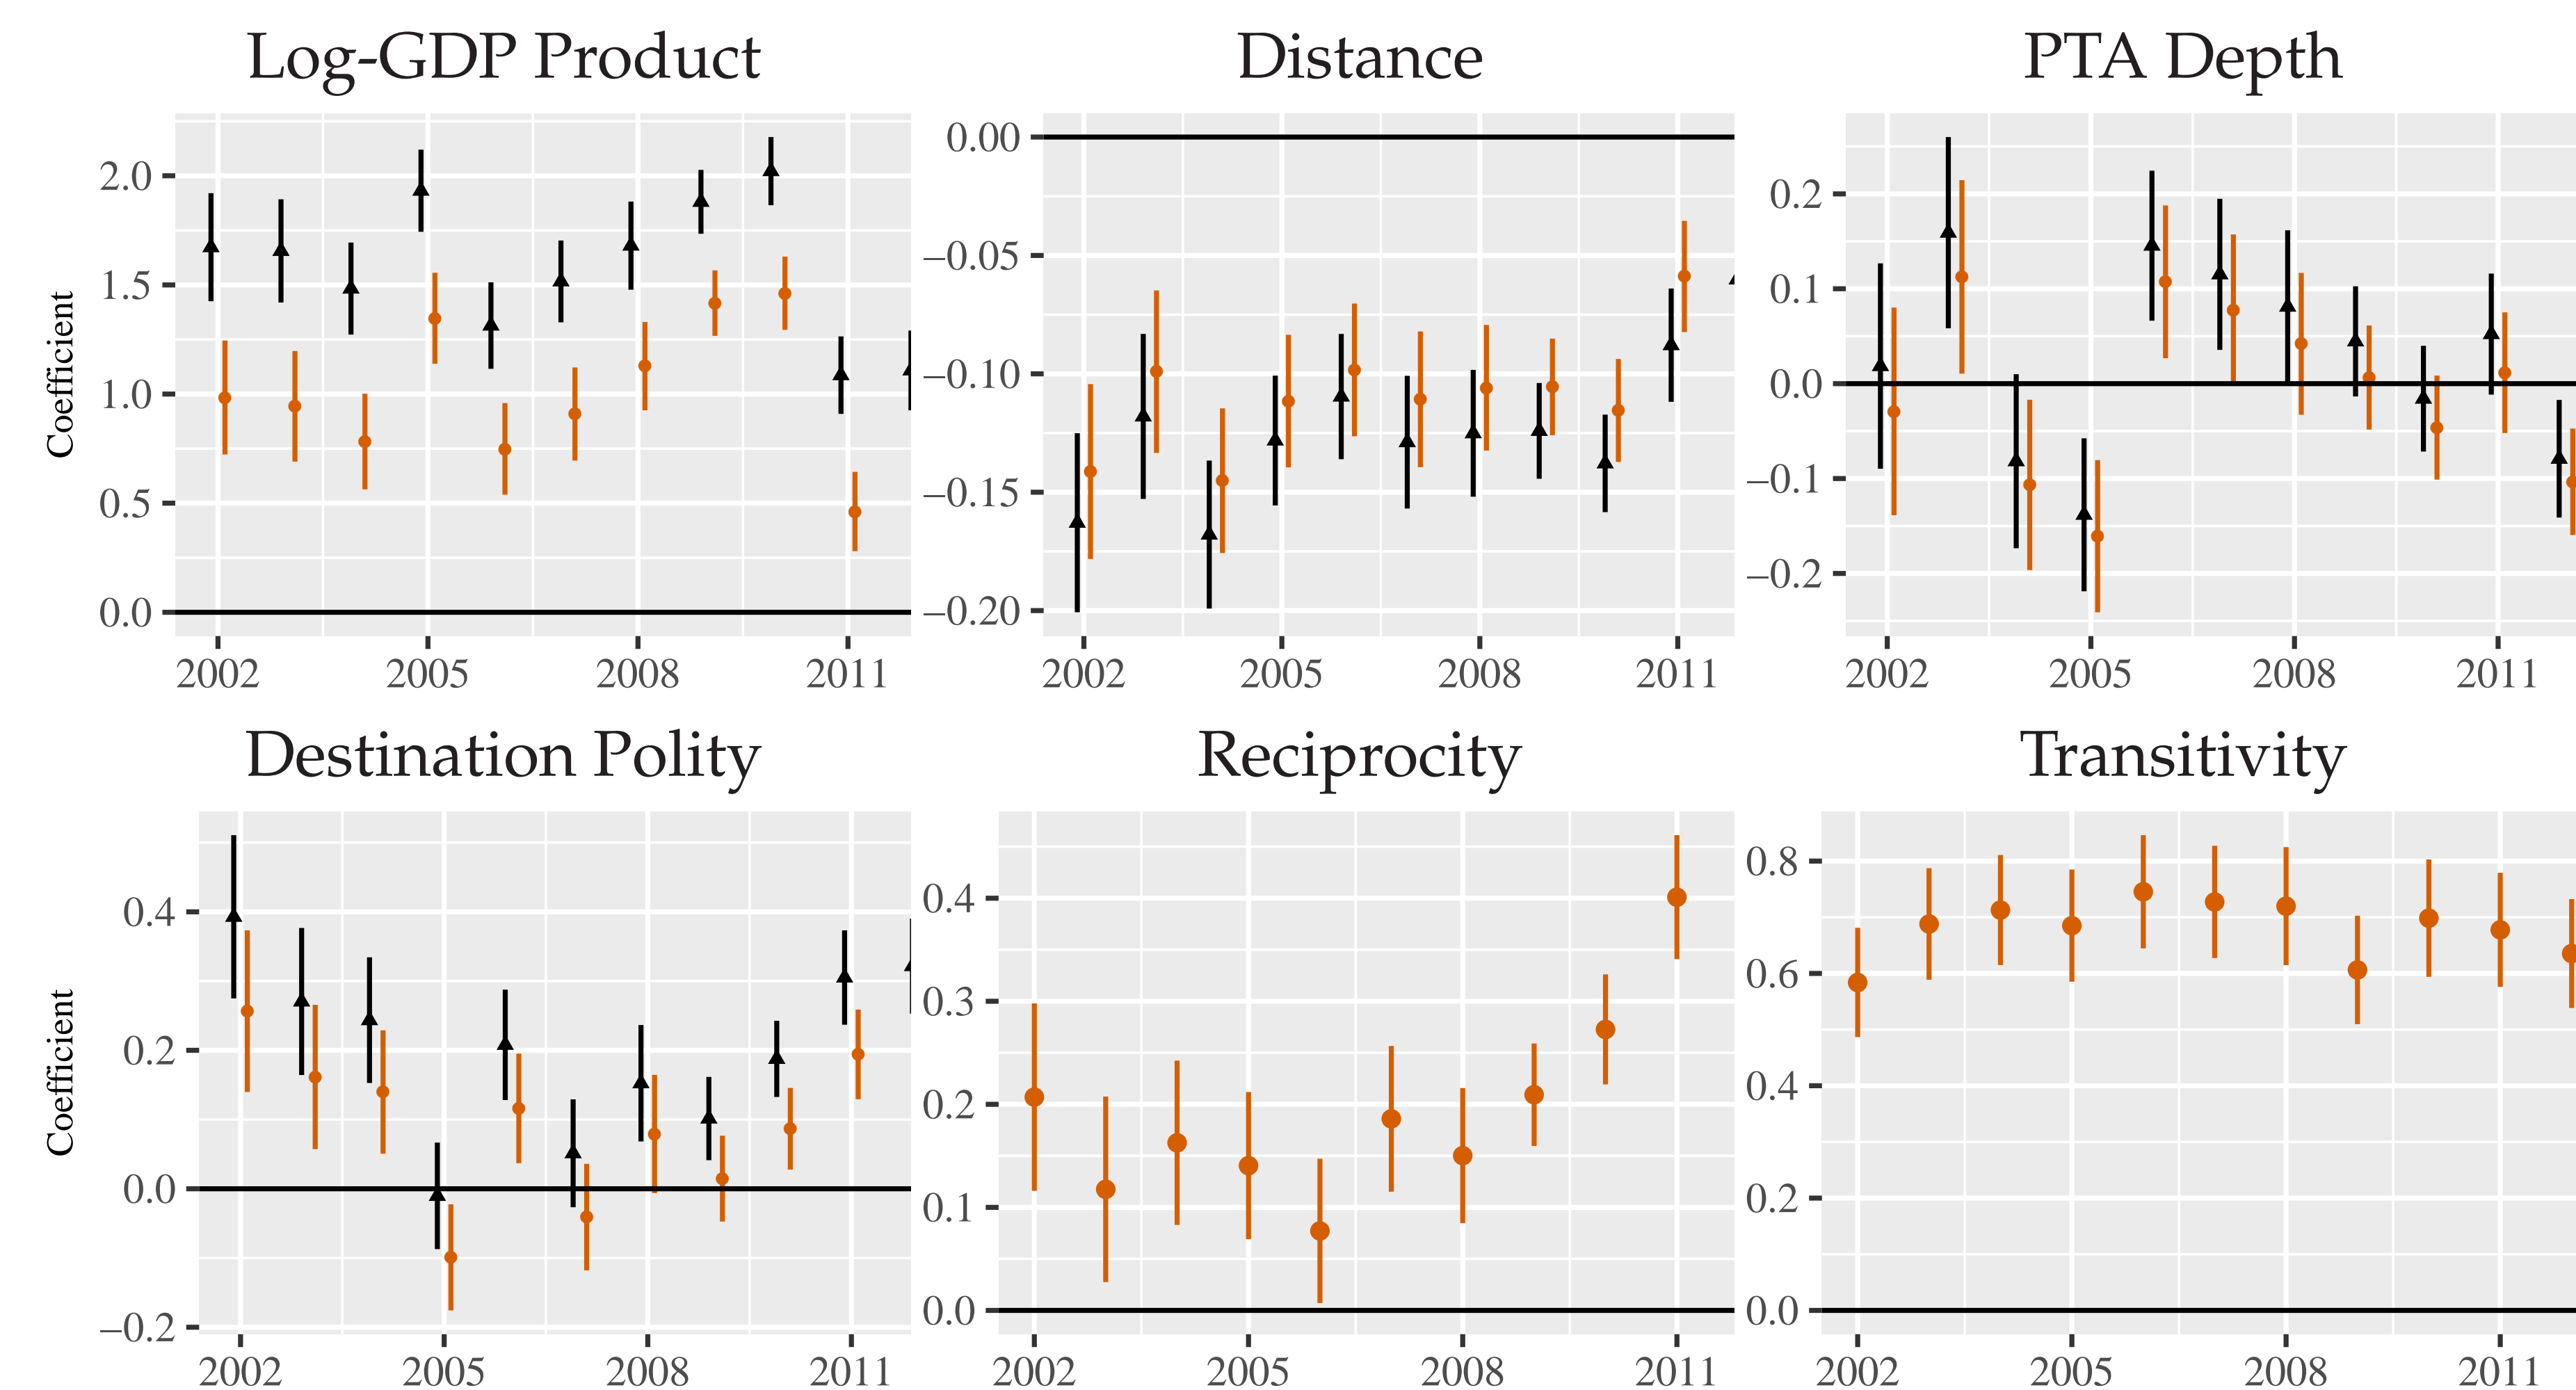 Log-GDP Product
Distance
PTA Depth
Coefficient
2.0
1.5
1.0
0.5
0.0
2002 2005 2008 2011
0.00
−0.05
−0.10
−0.15
−0.20
2002 2005 2008 2011
0.2
0.1
0.0
−0.1
−0.2
2002 2005 2008 2011
Destination Polity
Reciprocity
Transitivity
Coefficient
0.4
0.2
0.0
−0.2
2002 2005 2008 2011
0.4
0.3
0.2
0.1
0.0
2002 2005 2008 2011
0.8
0.6
0.4
0.2
0.0
2002 2005 2008 2011